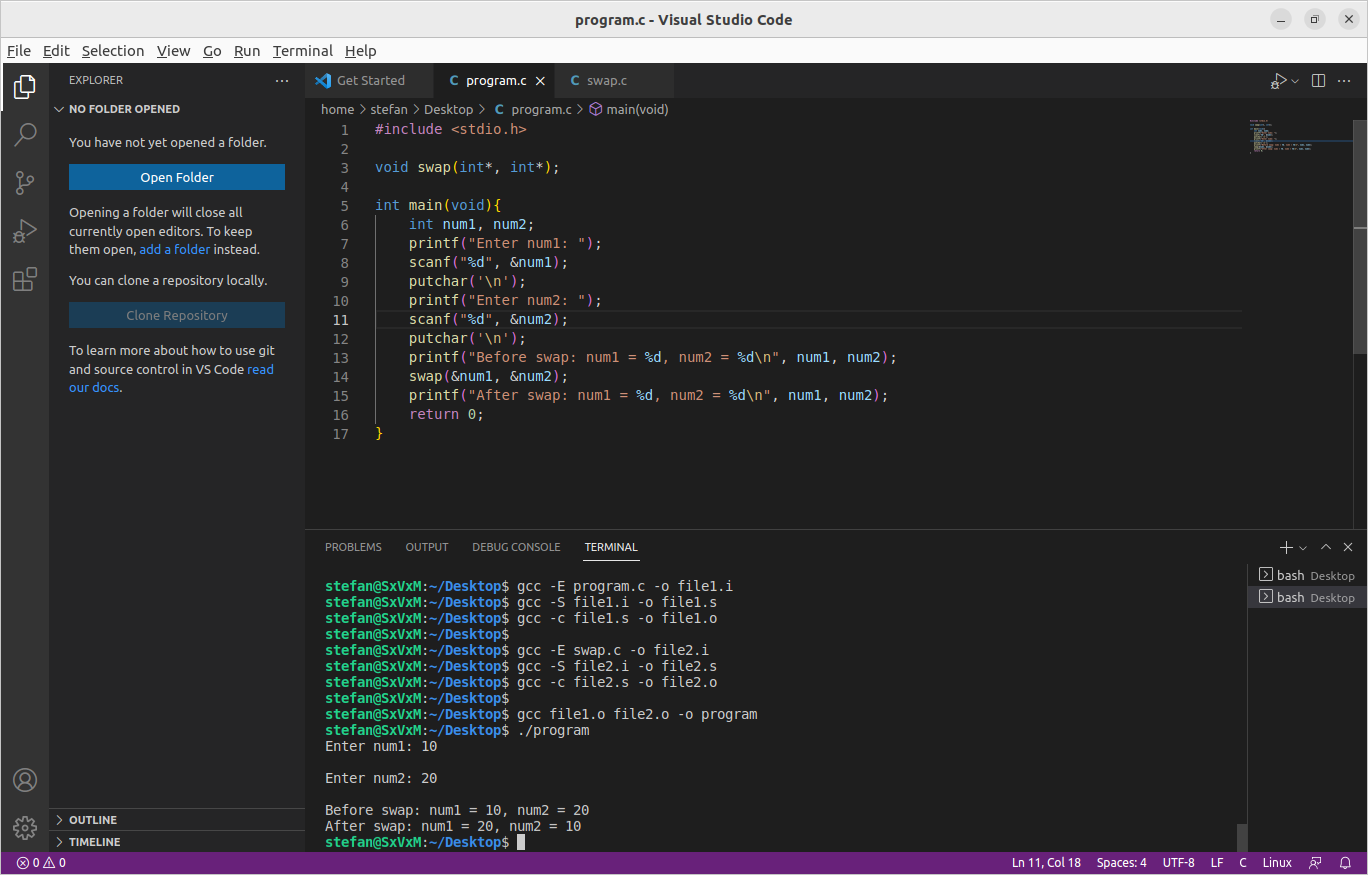 program.c - Visual Studio Code
File Edit Selection View Go Run Terminal Help
EXPLORER
NO FOLDER OPENED
You have not yet opened a folder.
Open Folder
Opening a folder will close all
currently open editors. To keep
them open, add a folder instead.
You can clone a repository locally.
Clone Repository
To learn more about how to use git
and source control in VS Code read
our docs.
OUTLINE
TIMELINE
Get Started
C program.c
C swap.c
home > stefan > Desktop > C program.c > main(void)
1 #include <stdio.h>
2
3 void swap(int*, int*);
4
5 int main(void){
6 int num1, num2;
7 printf("Enter num1: ");
8 scanf("%d", &num1);
9 putchar('\n');
10 printf("Enter num2: ");
11 scanf("%d", &num2);
12 putchar('\n');
13 printf("Before swap: num1 = %d, num2 = %d\n", num1, num2);
14 swap(&num1, &num2);
15 printf("After swap: num1 = %d, num2 = %d\n", num1, num2);
16 return 0;
17 }
PROBLEMS OUTPUT DEBUG CONSOLE TERMINAL
stefan@SxVxM:~/Desktop$ gcc -E program.c -o file1.i
stefan@SxVxM:~/Desktop$ gcc -S file1.i -o file1.s
stefan@SxVxM:~/Desktop$ gcc -c file1.s -o file1.o
stefan@SxVxM:~/Desktop$
stefan@SxVxM:~/Desktop$ gcc -E swap.c -o file2.i
stefan@SxVxM:~/Desktop$ gcc -S file2.i -o file2.s
stefan@SxVxM:~/Desktop$ gcc -c file2.s -o file2.o
stefan@SxVxM:~/Desktop$
stefan@SxVxM:~/Desktop$ gcc file1.o file2.o -o program
stefan@SxVxM:~/Desktop$ ./program
Enter num1: 10
Enter num2: 20
Before swap: num1 = 10, num2 = 20
After swap: num1 = 20, num2 = 10
stefan@SxVxM:~/Desktop$
bash Desktop
bash Desktop
0 0
Ln 11, Col 18 Spaces: 4 UTF-8 LF C Linux